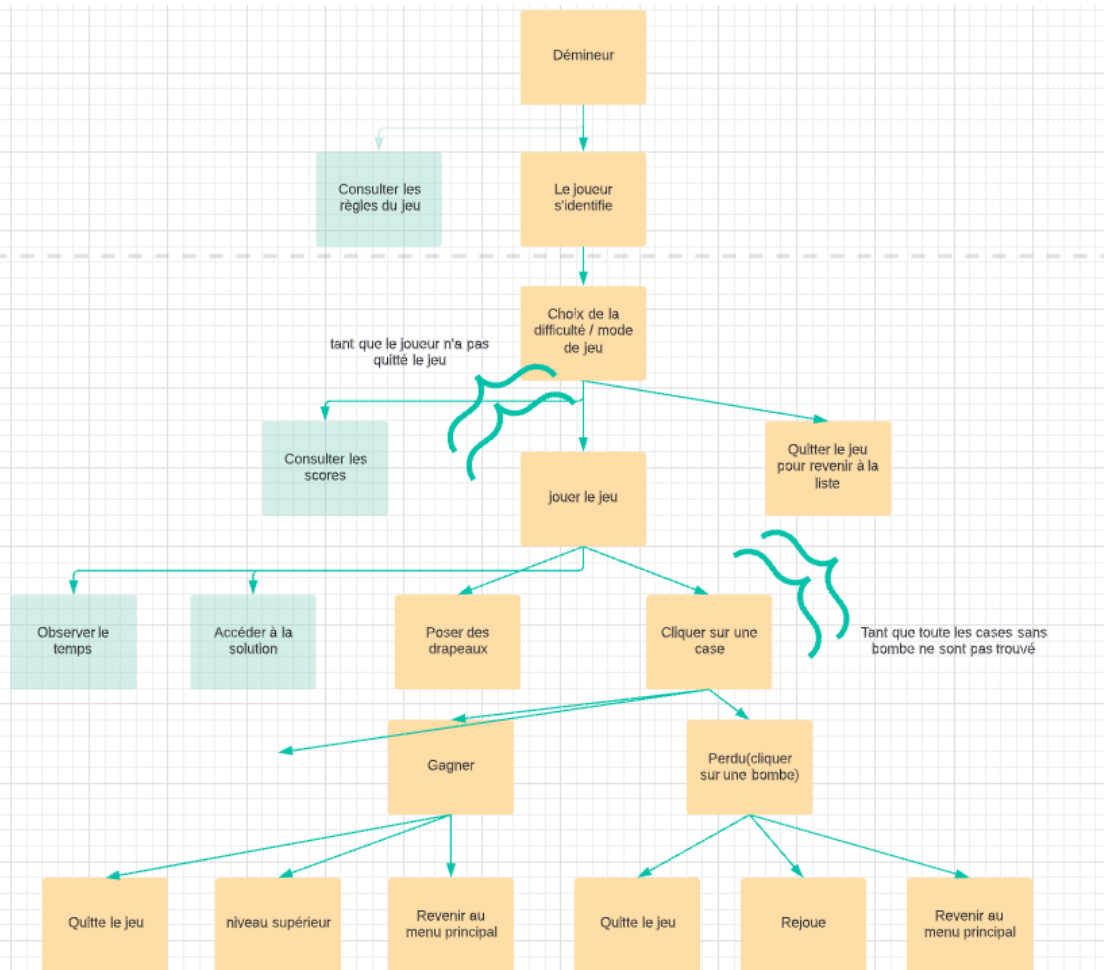 Démineur
Consulter les
règles du jeu
Le joueur
s'identifie
Choix de la
difficulté / mode
de jeu
tant que le joueur n'a pas
quitté le jeu
Consulter les
scores
jouer le jeu
Quitter le jeu
pour revenir à la
liste
Observer le
temps
Accéder à la
solution
Poser des
drapeaux
Cliquer sur une
case
Tant que toute les cases sans
bombe ne sont pas trouvé
Gagner
Perdu(cliquer
sur une bombe)
Quitte le jeu
niveau supérieur
Revenir au
menu principal
Quitte le jeu
Rejoue
Revenir au
menu principal